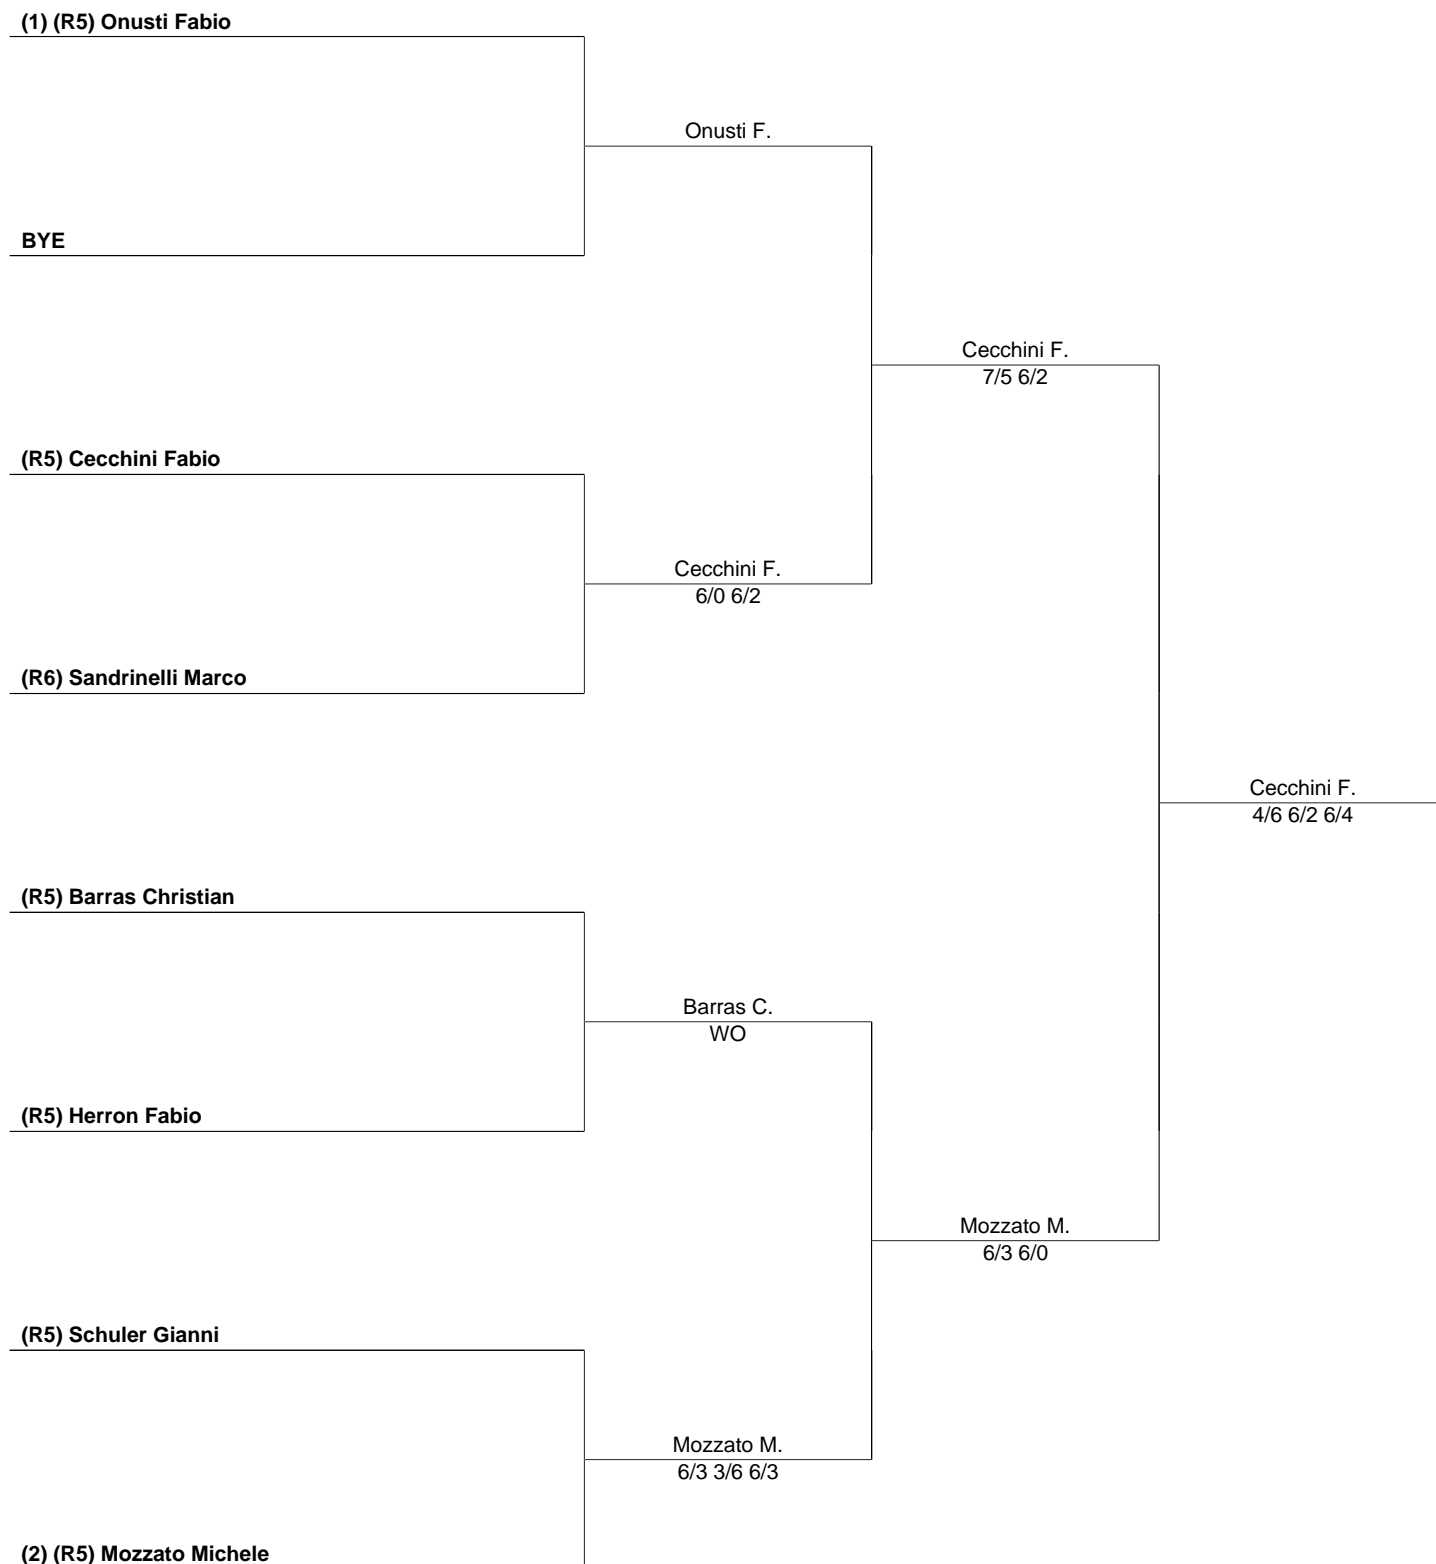 (1) (R5) Onusti Fabio
Onusti F.
BYE
Cecchini F.
7/5 6/2
(R5) Cecchini Fabio
Cecchini F.
6/0 6/2
(R6) Sandrinelli Marco
Cecchini F.
4/6 6/2 6/4
(R5) Barras Christian
Barras C.
WO
(R5) Herron Fabio
Mozzato M.
6/3 6/0
(R5) Schuler Gianni
Mozzato M.
6/3 3/6 6/3
(2) (R5) Mozzato Michele